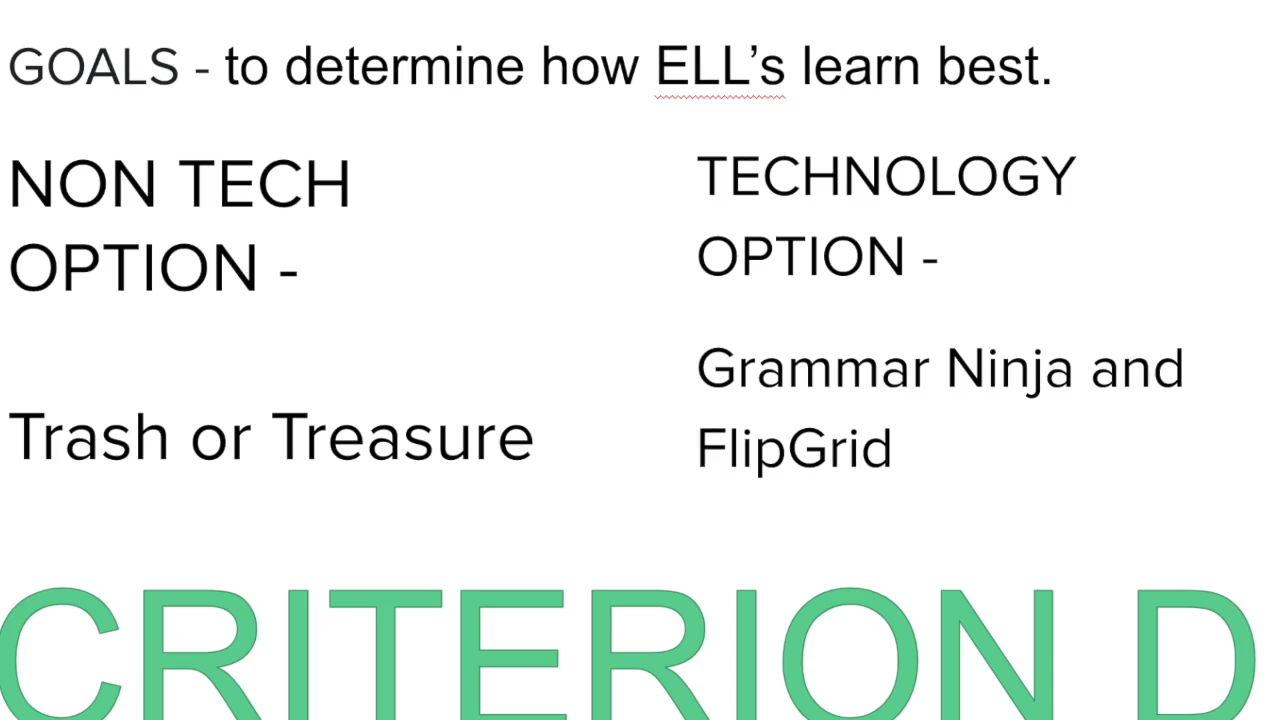 GOALS - to determine how ELL’s learn best.
NON TECH
OPTION -
Trash or Treasure
TECHNOLOGY
OPTION -
Grammar Ninja and
FlipGrid
CRITERION D